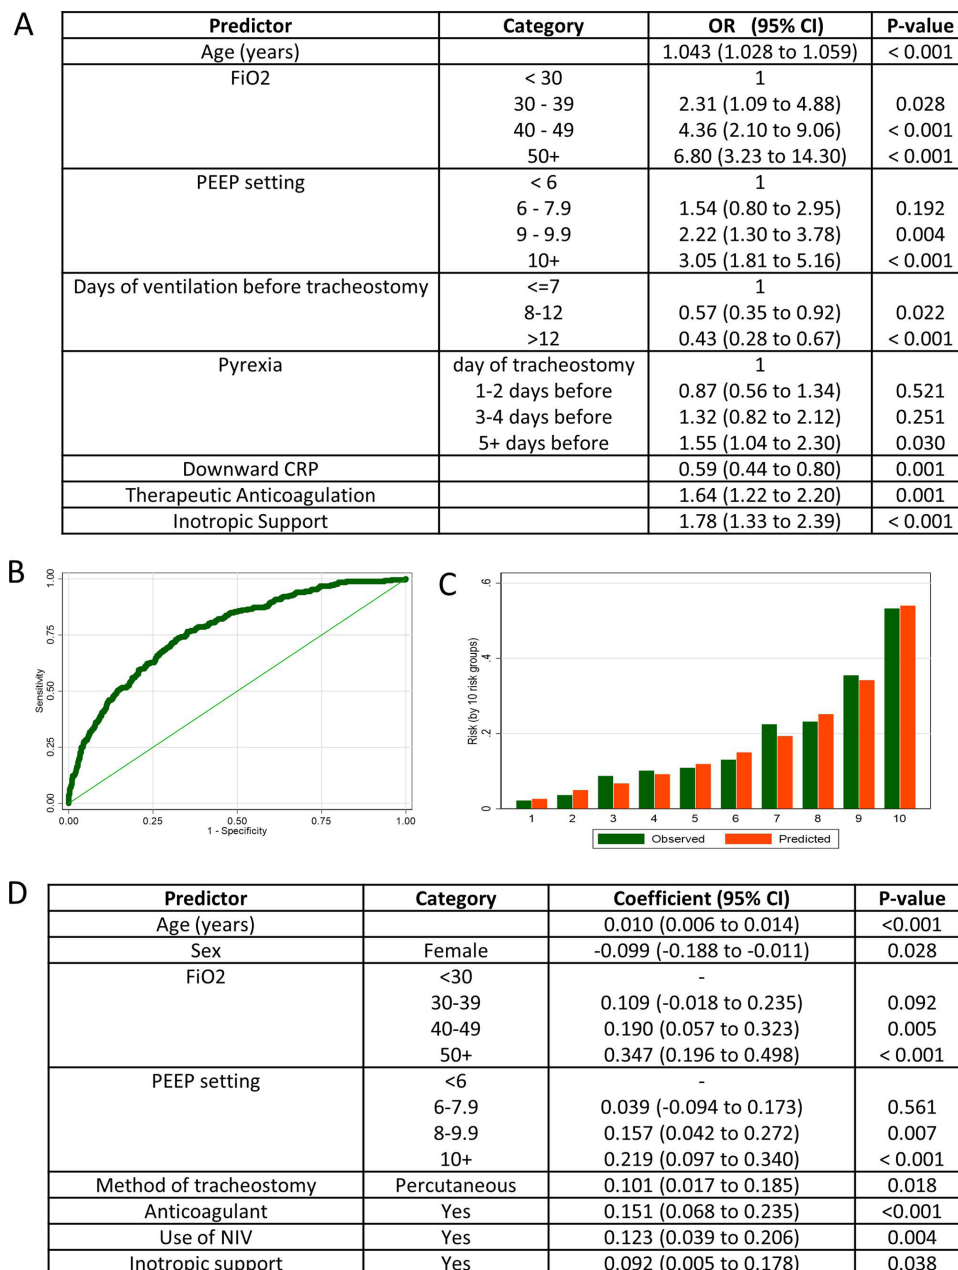 A
Predictor Category OR (95% CI) P-value
Age (years) 1.043 (1.028 to 1.059) < 0.001
FiO2 < 30 1
30 - 39 2.31 (1.09 to 4.88) 0.028
40 - 49 4.36 (2.10 to 9.06) < 0.001
50+ 6.80 (3.23 to 14.30) < 0.001
PEEP setting < 6 1
6 - 7.9 1.54 (0.80 to 2.95) 0.192
9 - 9.9 2.22 (1.30 to 3.78) 0.004
10+ 3.05 (1.81 to 5.16) < 0.001
Days of ventilation before tracheostomy <=7 1
8-12 0.57 (0.35 to 0.92) 0.022
>12 0.43 (0.28 to 0.67) < 0.001
Pyrexia day of tracheostomy 1
1-2 days before 0.87 (0.56 to 1.34) 0.521
3-4 days before 1.32 (0.82 to 2.12) 0.251
5+ days before 1.55 (1.04 to 2.30) 0.030
Downward CRP 0.59 (0.44 to 0.80) 0.001
Therapeutic Anticoagulation 1.64 (1.22 to 2.20) 0.001
Inotropic Support 1.78 (1.33 to 2.39) < 0.001
B
Sensitivity
1.00
0.75
0.50
0.25
0.00
0.00 0.25 0.50 0.75 1.00
1 - Specificity
C
Risk (by 10 risk groups)
.6
.4
.2
0
1 2 3 4 5 6 7 8 9 10
Observed Predicted
D
Predictor Category Coefficient (95% CI) P-value
Age (years) 0.010 (0.006 to 0.014) <0.001
Sex Female -0.099 (-0.188 to -0.011) 0.028
FiO2 <30 -
30-39 0.109 (-0.018 to 0.235) 0.092
40-49 0.190 (0.057 to 0.323) 0.005
50+ 0.347 (0.196 to 0.498) < 0.001
PEEP setting <6 -
6-7.9 0.039 (-0.094 to 0.173) 0.561
8-9.9 0.157 (0.042 to 0.272) 0.007
10+ 0.219 (0.097 to 0.340) < 0.001
Method of tracheostomy Percutaneous 0.101 (0.017 to 0.185) 0.018
Anticoagulant Yes 0.151 (0.068 to 0.235) <0.001
Use of NIV Yes 0.123 (0.039 to 0.206) 0.004
Inotropic support Yes 0.092 (0.005 to 0.178) 0.038